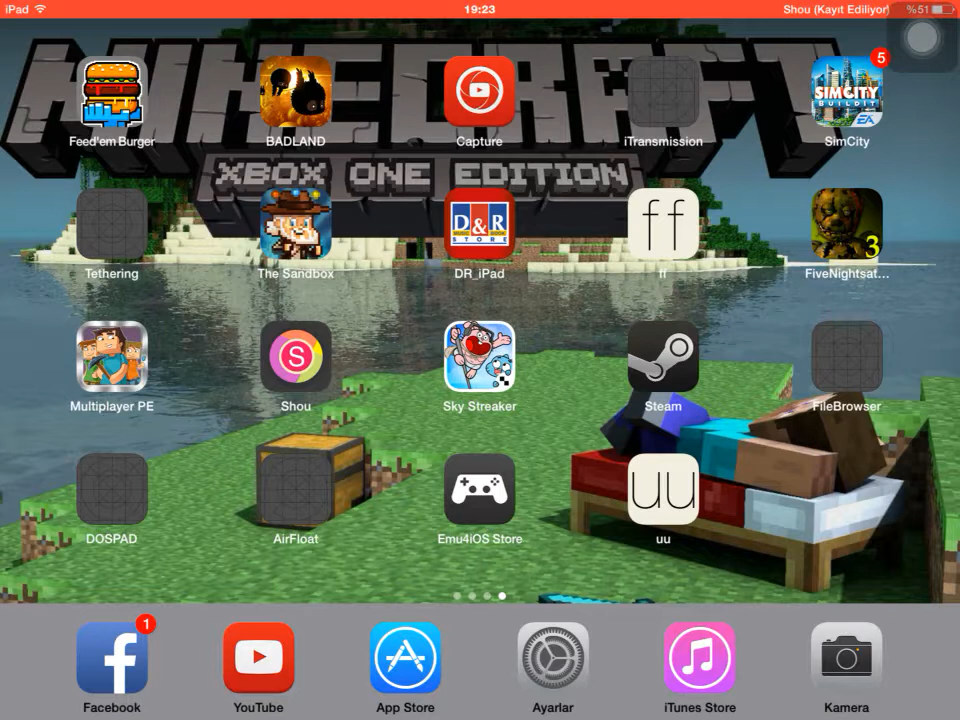 iPad 19:23 Shou (Kayıt Ediliyor) %51
MINECRAFT
XBOX ONE EDITION
5
SIMCITY
BUILDIT
EA
Feed'em Burger BADLAND Capture iTransmission SimCity
D&R
MUSIC BOOK
STORE
ff
3
Tethering The Sandbox DR_iPad ff FiveNightsat...
S
Multiplayer PE Shou Sky Streaker Steam FileBrowser
uu
DOSPAD AirFloat Emu4iOS Store uu
1
f
Facebook YouTube App Store Ayarlar iTunes Store Kamera